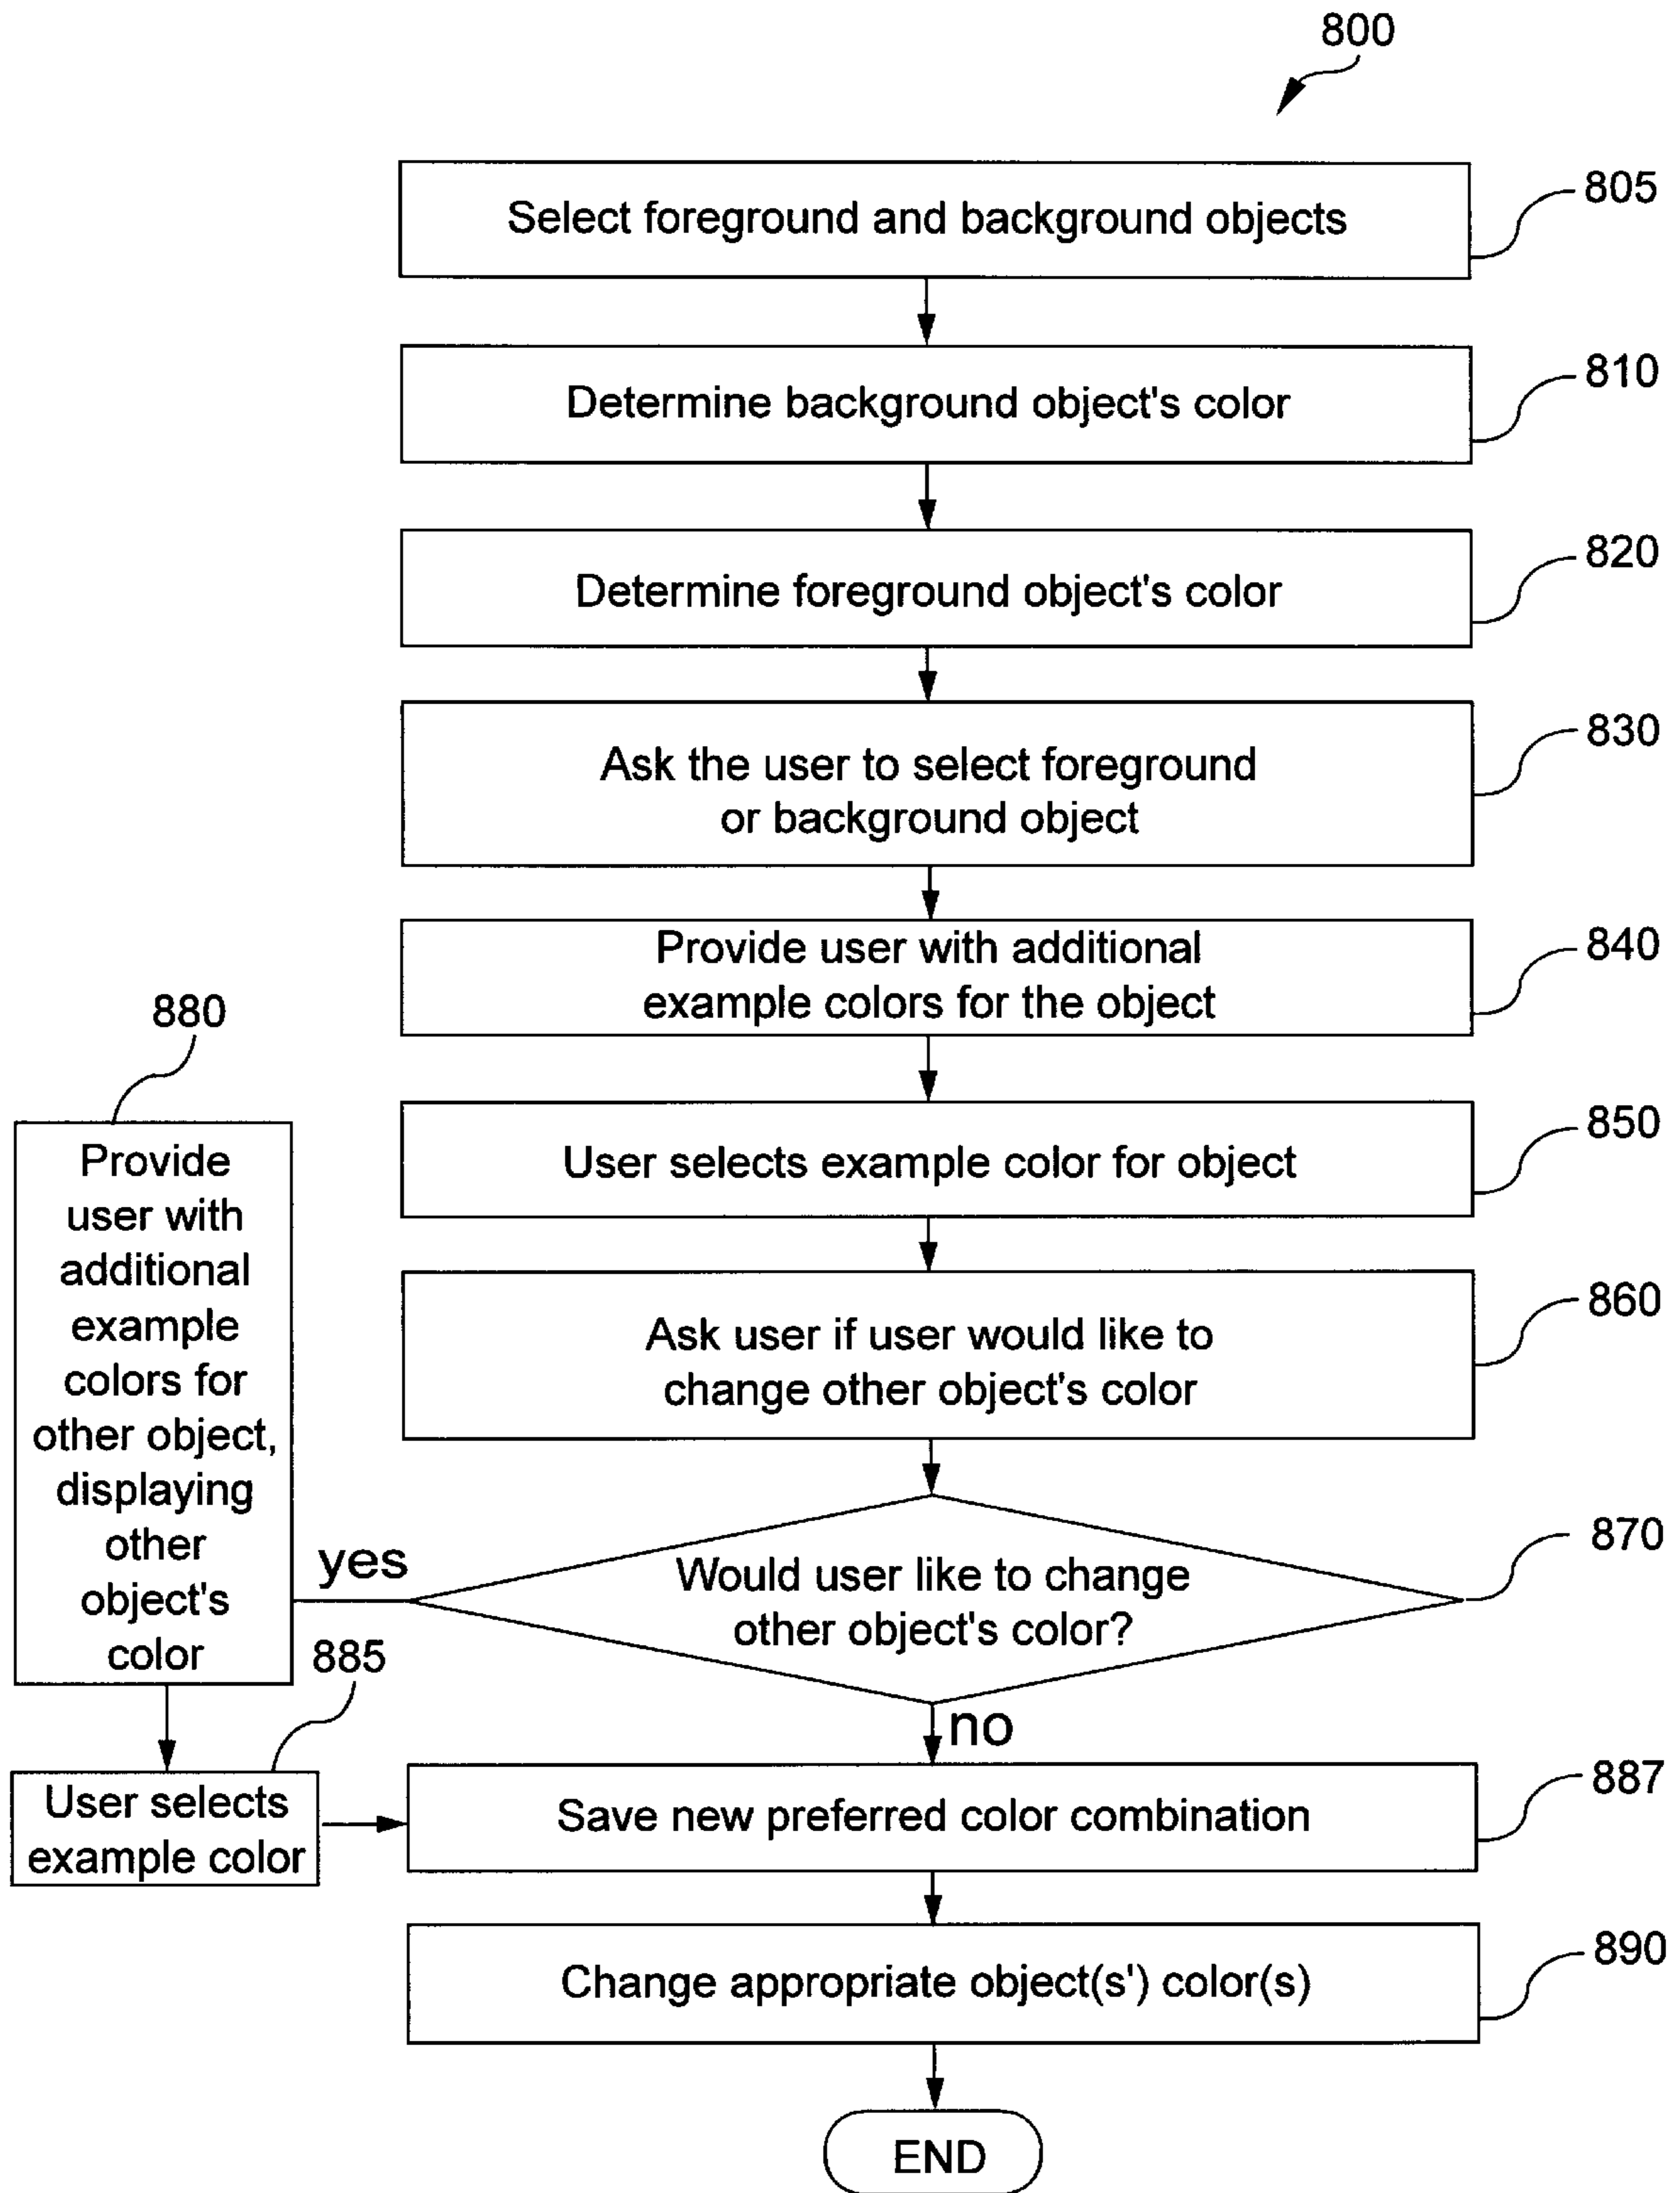 800
Select foreground and background objects
805
Determine background object's color
810
Determine foreground object's color
820
Ask the user to select foreground
or background object
830
Provide user with additional
example colors for the object
840
User selects example color for object
850
Ask user if user would like to
change other object's color
860
Would user like to change
other object's color?
870
yes
no
880
Provide
user with
additional
example
colors for
other object,
displaying
other
object's
color
885
User selects
example color
Save new preferred color combination
887
Change appropriate object(s') color(s)
890
END